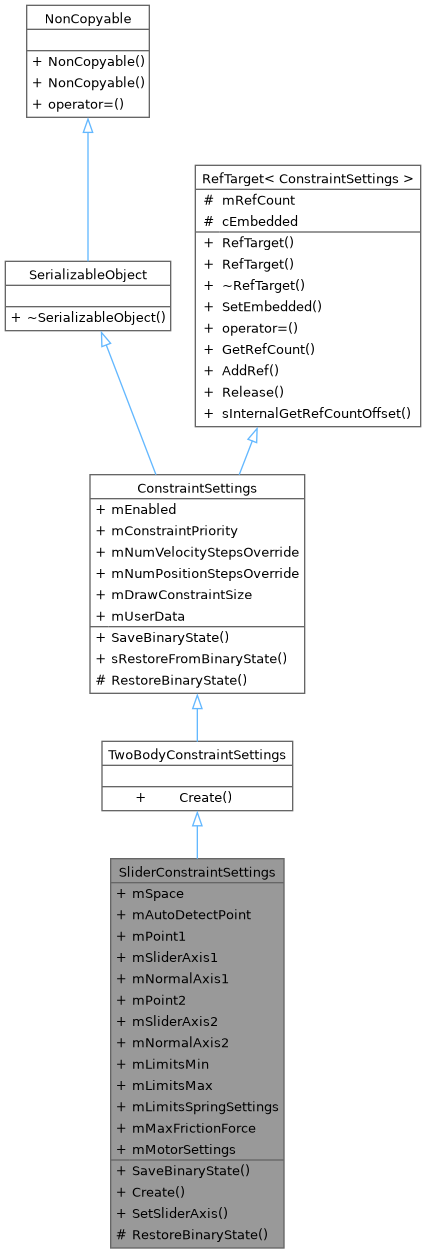 NonCopyable
+ NonCopyable()
+ NonCopyable()
+ operator=()
RefTarget< ConstraintSettings >
# mRefCount
# cEmbedded
+ RefTarget()
+ RefTarget()
+ ~RefTarget()
+ SetEmbedded()
+ operator=()
+ GetRefCount()
+ AddRef()
+ Release()
+ sInternalGetRefCountOffset()
SerializableObject
+ ~SerializableObject()
ConstraintSettings
+ mEnabled
+ mConstraintPriority
+ mNumVelocityStepsOverride
+ mNumPositionStepsOverride
+ mDrawConstraintSize
+ mUserData
+ SaveBinaryState()
+ sRestoreFromBinaryState()
# RestoreBinaryState()
TwoBodyConstraintSettings
+ Create()
SliderConstraintSettings
+ mSpace
+ mAutoDetectPoint
+ mPoint1
+ mSliderAxis1
+ mNormalAxis1
+ mPoint2
+ mSliderAxis2
+ mNormalAxis2
+ mLimitsMin
+ mLimitsMax
+ mLimitsSpringSettings
+ mMaxFrictionForce
+ mMotorSettings
+ SaveBinaryState()
+ Create()
+ SetSliderAxis()
# RestoreBinaryState()